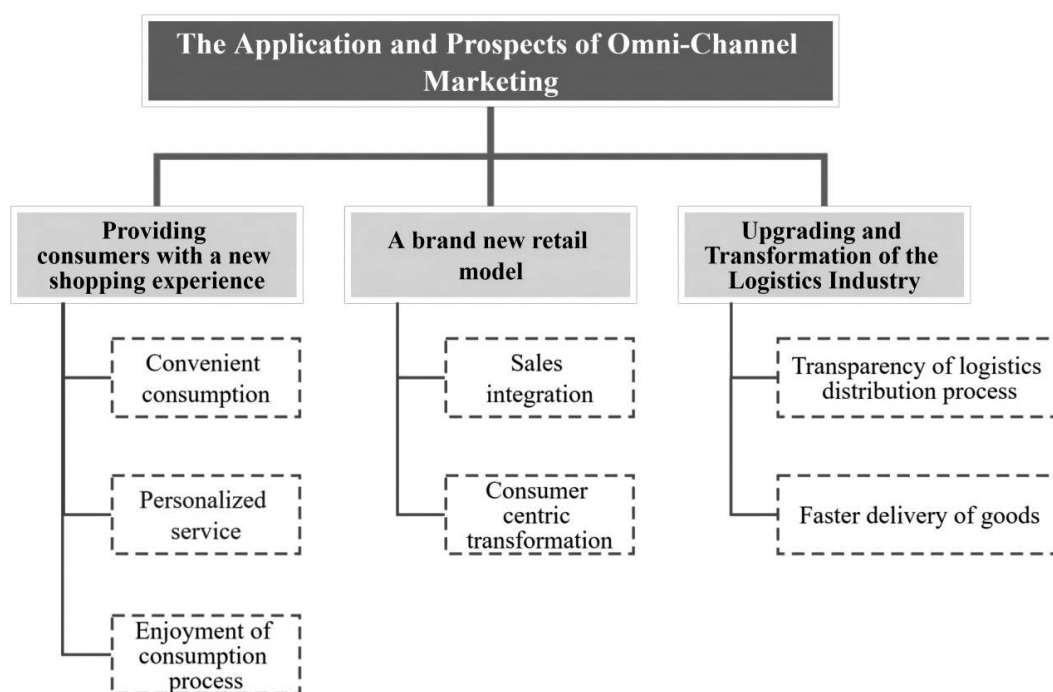 The Application and Prospects of Omni-Channel
Marketing
Providing
consumers with a new
shopping experience
Convenient
consumption
Personalized
service
Enjoyment of
consumption
process
A brand new retail
model
Sales
integration
Consumer
centric
transformation
Upgrading and
Transformation of the
Logistics Industry
Transparency of logistics
distribution process
Faster delivery of goods